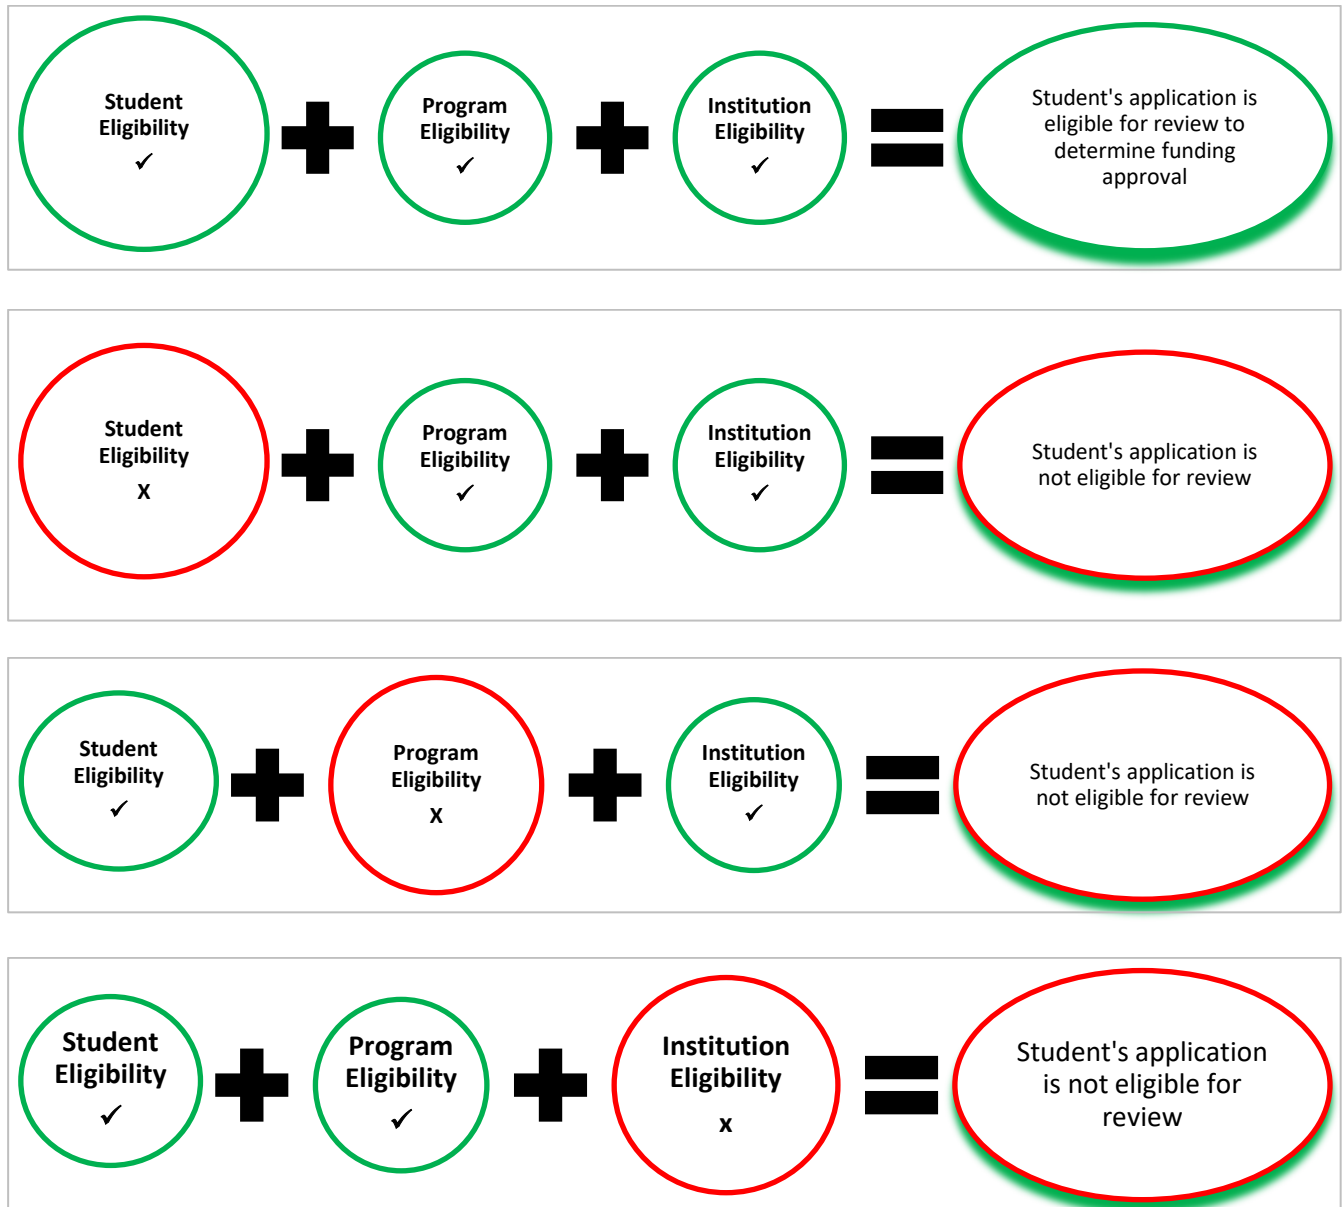 Student
Eligibility
✓
Program
Eligibility
✓
Institution
Eligibility
✓
Student's application is
eligible for review to
determine funding
approval
Student
Eligibility
X
Program
Eligibility
✓
Institution
Eligibility
✓
Student's application is
not eligible for review
Student
Eligibility
✓
Program
Eligibility
X
Institution
Eligibility
✓
Student's application is
not eligible for review
Student
Eligibility
✓
Program
Eligibility
✓
Institution
Eligibility
x
Student's application
is not eligible for
review